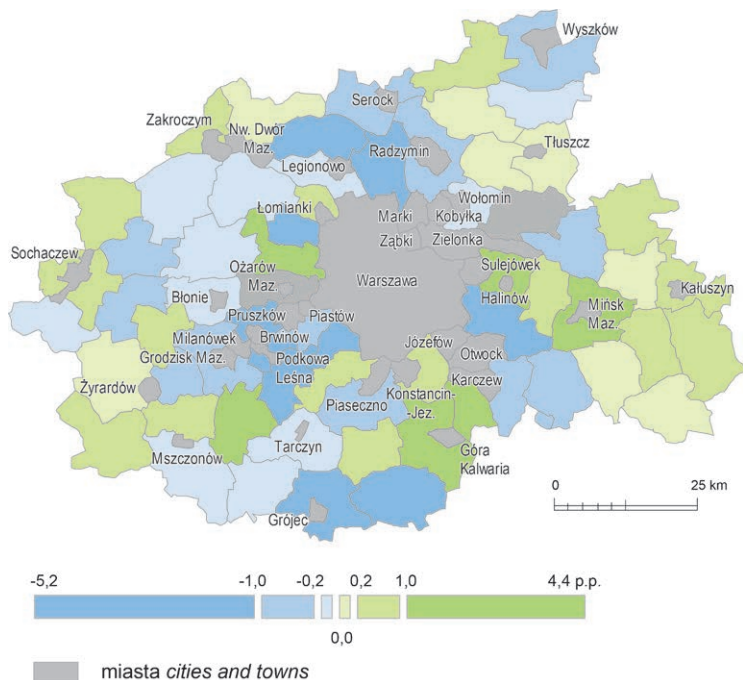 Wyszków
Serock
Zakroczym
Nw. Dwór
Maz.
Radzymin
Tłuszcz
Legionowo
Wołomin
Łomianki
Marki
Kobyłka
Ząbki
Zielonka
Sochaczew
Ożarów
Maz.
Warszawa
Sulejówek
Kałuszyn
Błonie
Halinów
Mińsk
Maz.
Pruszków
Piastów
Milanówek
Brwinów
Józefów
Grodzisk Maz.
Podkowa
Leśna
Otwock
Żyrardów
Karczew
Piaseczno
Konstancin-
-Jez.
Tarczyn
Mszczonów
Góra
Kalwaria
Grójec
0 25 km
-5,2 -1,0 -0,2 0,2 1,0 4,4 p.p.
0,0
miasta cities and towns